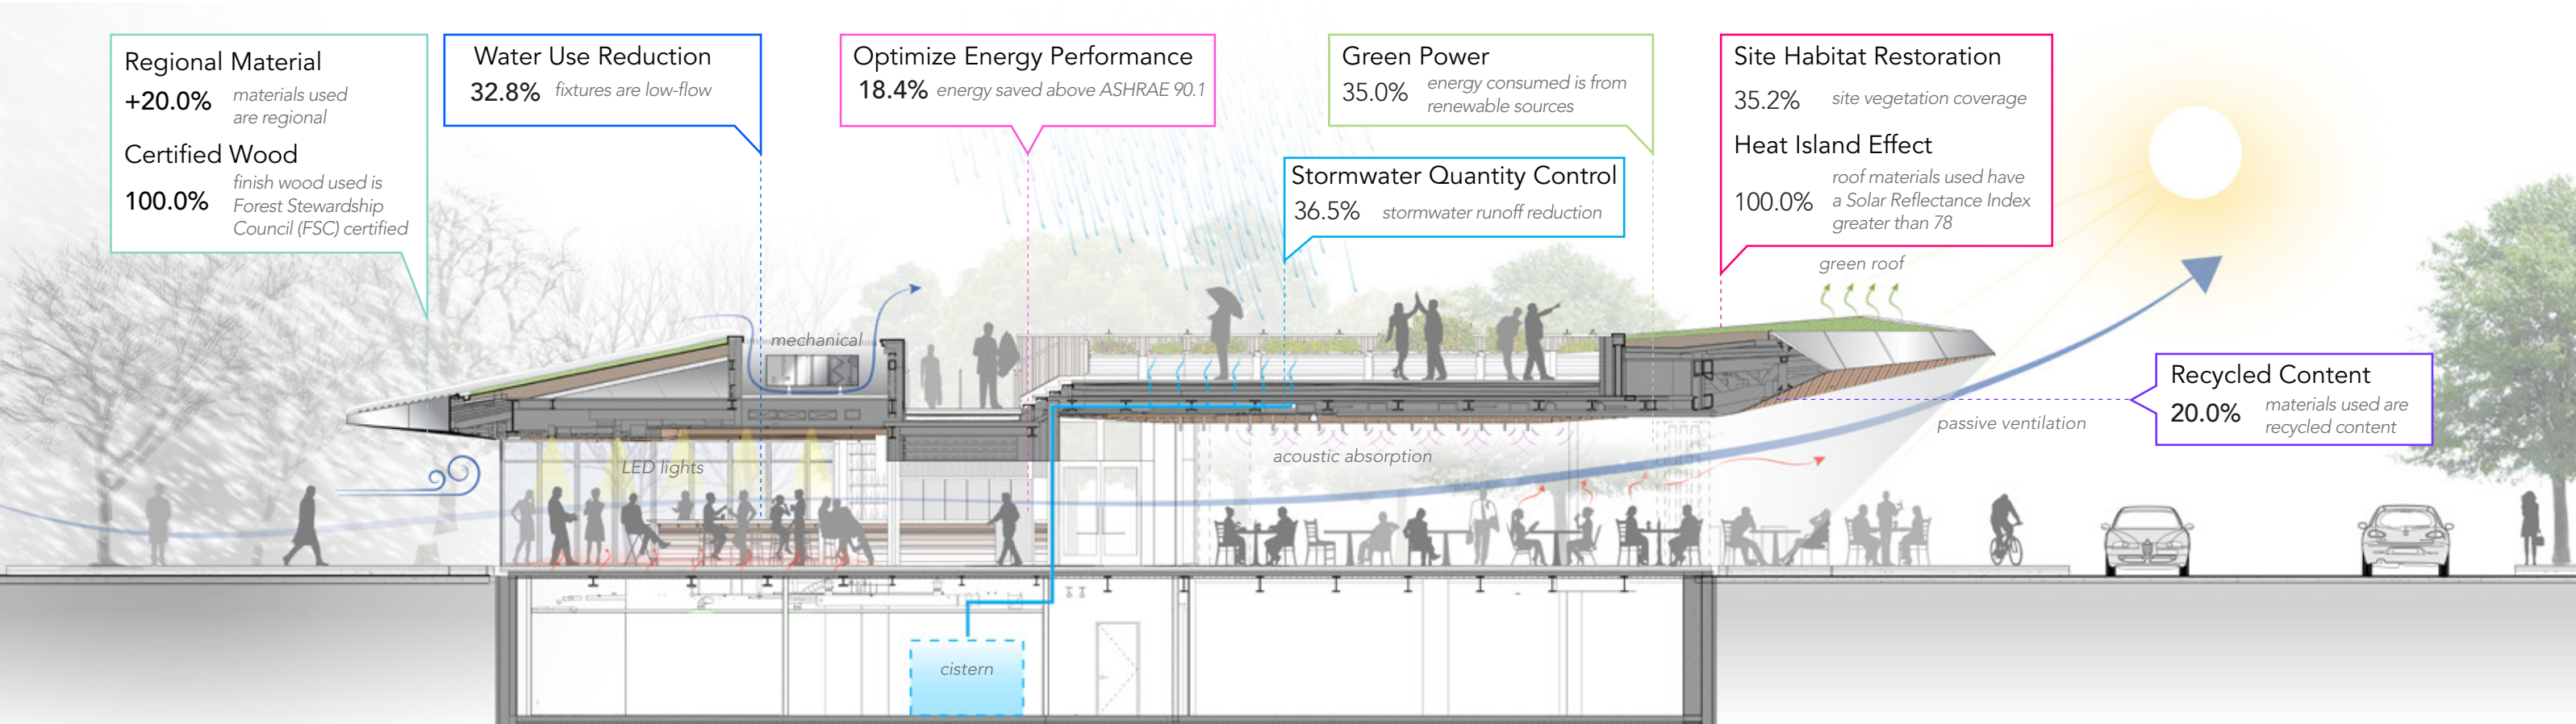 Regional Material
+20.0% materials used
are regional
Certified Wood
100.0% finish wood used is
Forest Stewardship
Council (FSC) certified
Water Use Reduction
32.8% fixtures are low-flow
Optimize Energy Performance
18.4% energy saved above ASHRAE 90.1
Green Power
35.0% energy consumed is from
renewable sources
Stormwater Quantity Control
36.5% stormwater runoff reduction
Site Habitat Restoration
35.2% site vegetation coverage
Heat Island Effect
100.0% roof materials used have
a Solar Reflectance Index
greater than 78
green roof
mechanical
Recycled Content
20.0% materials used are
recycled content
passive ventilation
LED lights
acoustic absorption
cistern